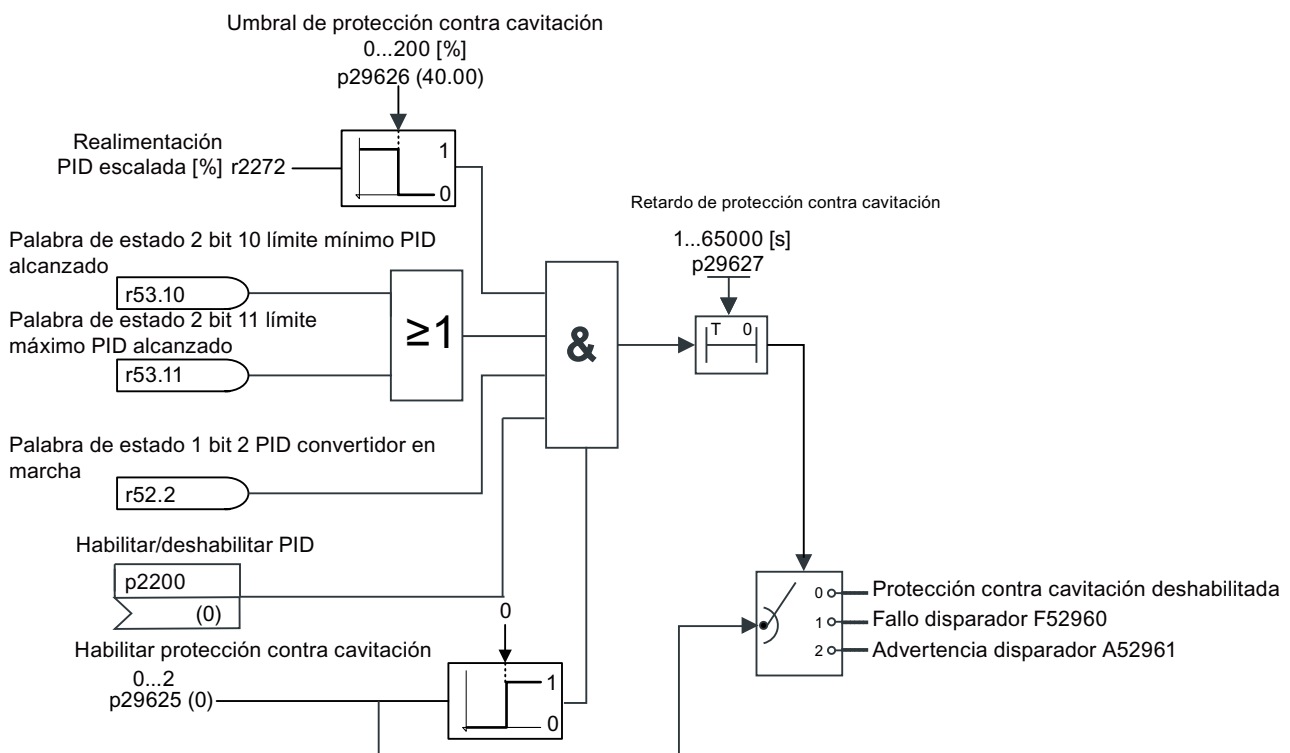 Umbral de protección contra cavitación
0...200 [%]
p29626 (40.00)
Realimentación
PID escalada [%] r2272
1
0
Retardo de protección contra cavitación
1...65000 [s]
p29627
Palabra de estado 2 bit 10 límite mínimo PID
alcanzado
r53.10
Palabra de estado 2 bit 11 límite
máximo PID alcanzado
r53.11
≥1
&
T 0
Palabra de estado 1 bit 2 PID convertidor en
marcha
r52.2
Habilitar/deshabilitar PID
p2200
(0)
0
Habilitar protección contra cavitación
0...2
p29625 (0)
1
0
0 Protección contra cavitación deshabilitada
1 Fallo disparador F52960
2 Advertencia disparador A52961